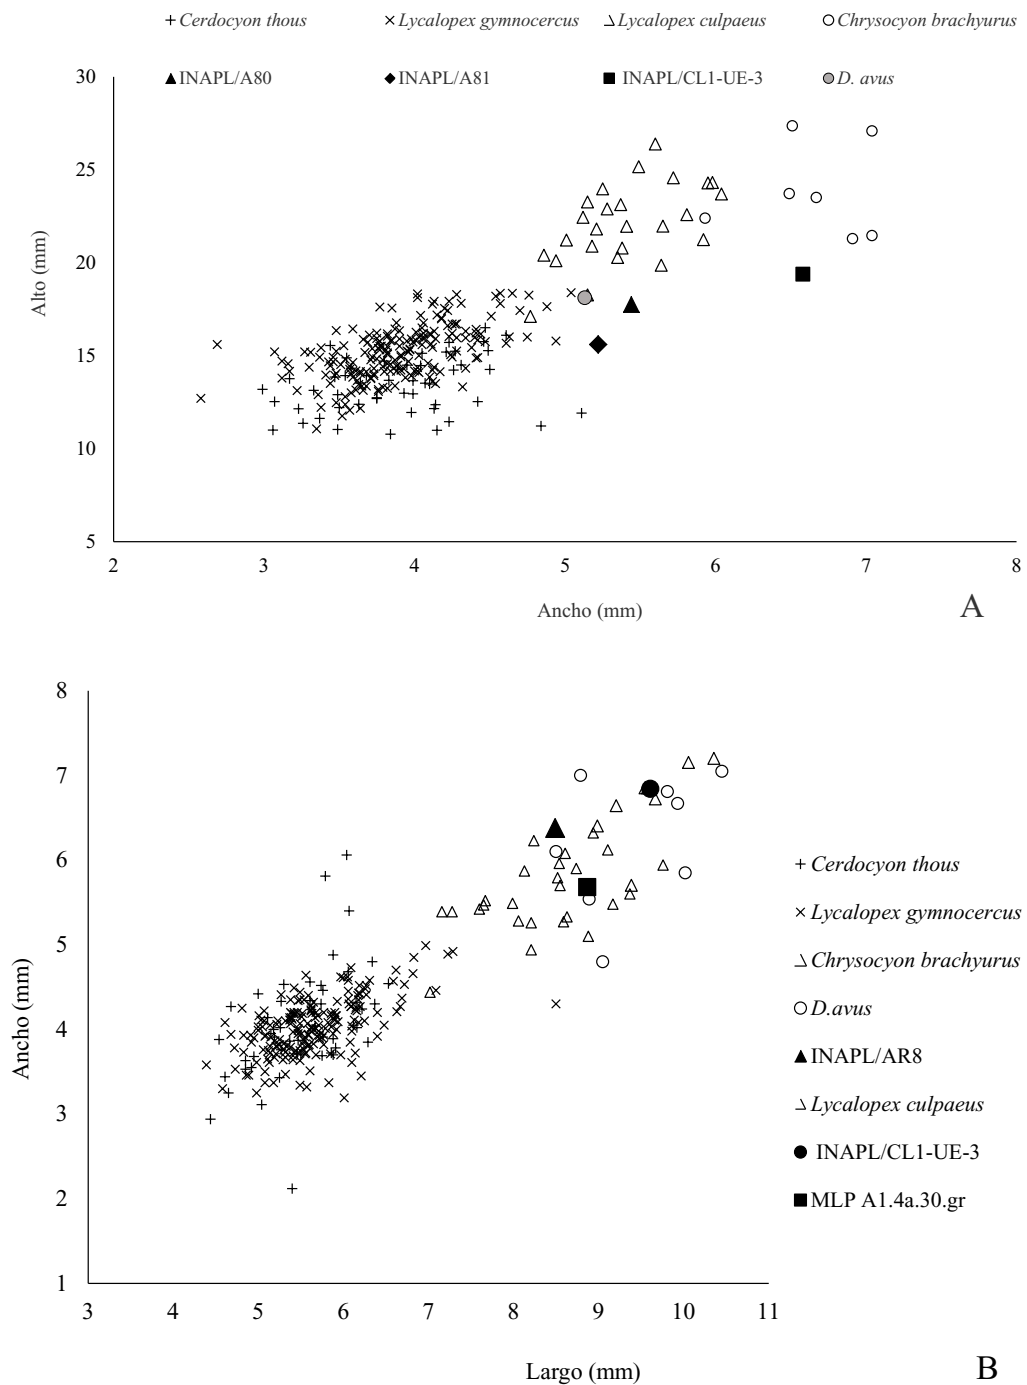 Cerdocyon thous Lycalopex gymnocercus Lycalopex culpaeus Chrysocyon brachyurus
INAPL/A80 INAPL/A81 INAPL/CL1-UE-3 D. avus
30
25
20
15
10
5
Alto (mm)
2 3 4 5 6 7 8
Ancho (mm)
A
8
7
6
5
4
3
2
1
Ancho (mm)
Cerdocyon thous
Lycalopex gymnocercus
Chrysocyon brachyurus
D.avus
INAPL/AR8
Lycalopex culpaeus
INAPL/CL1-UE-3
MLP A1.4a.30.gr
3 4 5 6 7 8 9 10 11
Largo (mm)
B